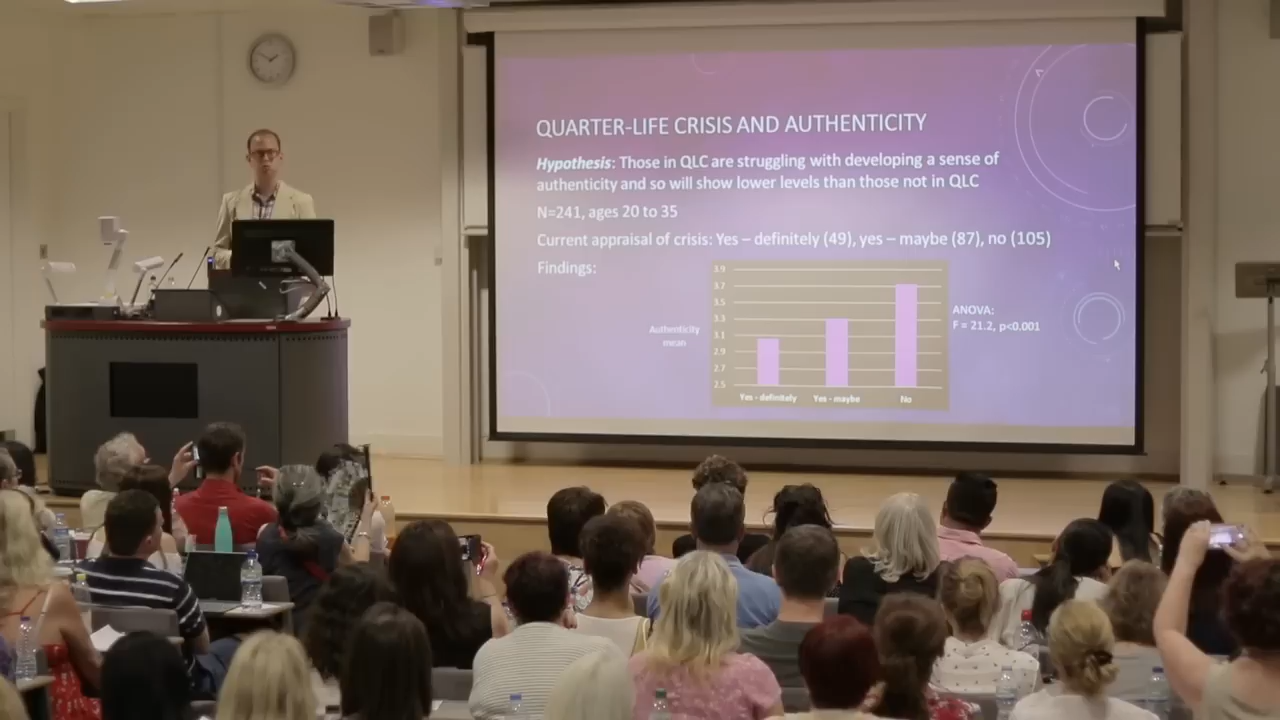 QUARTER-LIFE CRISIS AND AUTHENTICITY
Hypothesis: Those in QLC are struggling with developing a sense of
authenticity and so will show lower levels than those not in QLC
N=241, ages 20 to 35
Current appraisal of crisis: Yes – definitely (49), yes – maybe (87), no (105)
Findings:
Authenticity
mean
3.9
3.7
3.5
3.3
3.1
2.9
2.7
2.5
Yes - definitely
Yes - maybe
No
ANOVA:
F = 21.2, p<0.001